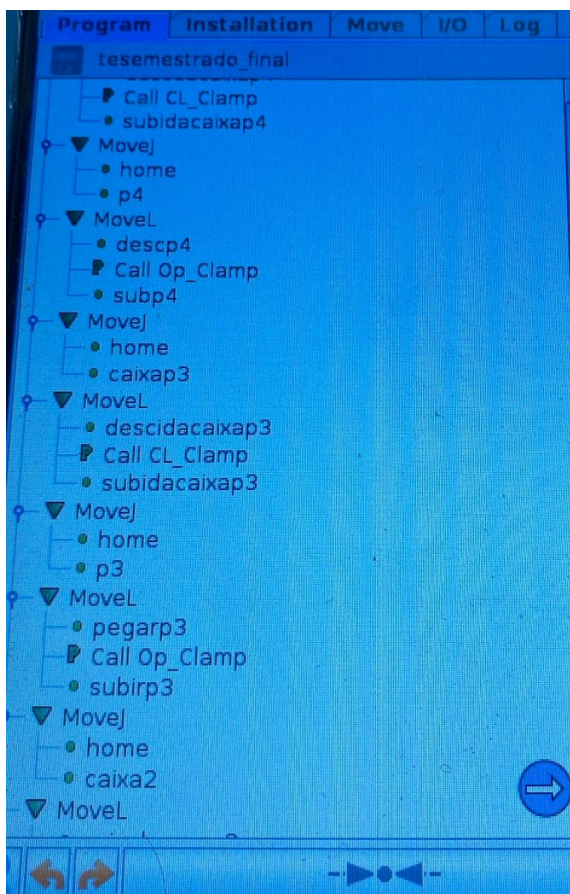 Program Installation Move I/O Log
tesemestrado_final
Call CL_Clamp
subidacaixap4
MoveJ
home
p4
MoveL
descp4
Call Op_Clamp
subp4
MoveJ
home
caixap3
MoveL
descidacaixap3
Call CL_Clamp
subidacaixap3
MoveJ
home
p3
MoveL
pegarp3
Call Op_Clamp
subirp3
MoveJ
home
caixa2
MoveL